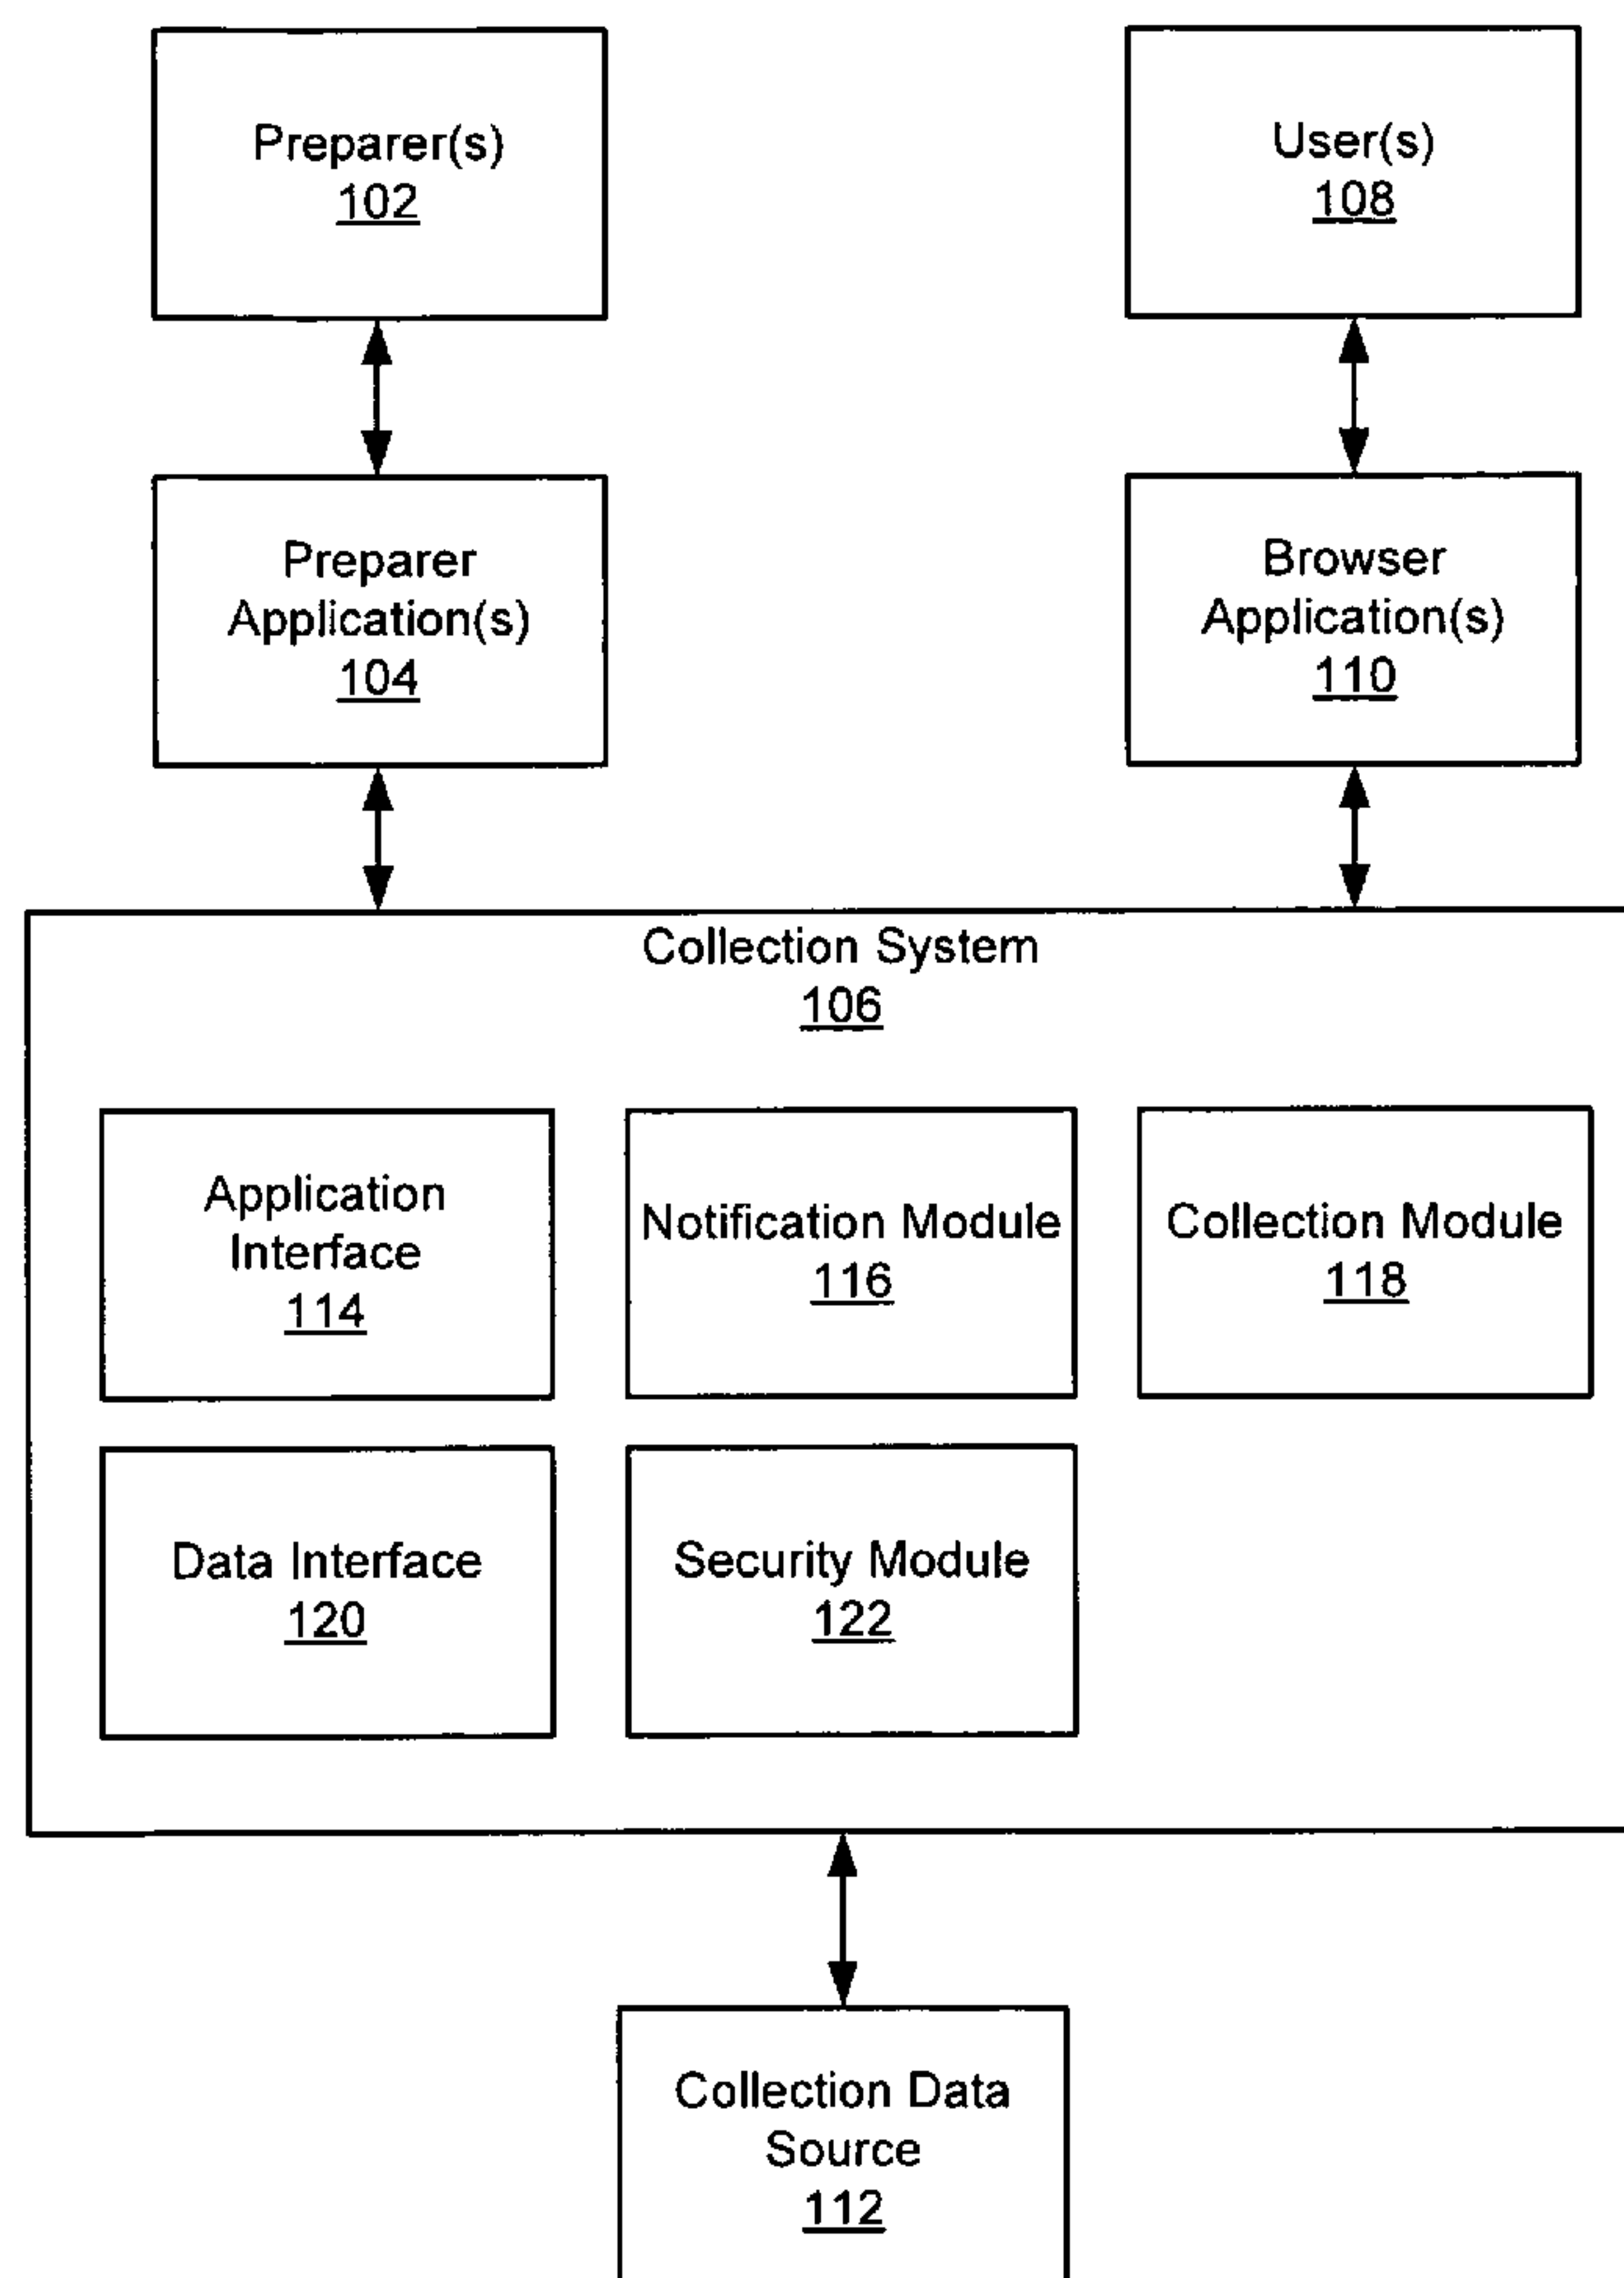 Preparer(s)
102
User(s)
108
Preparer
Application(s)
104
Browser
Application(s)
110
Collection System
106
Application
Interface
114
Notification Module
116
Collection Module
118
Data Interface
120
Security Module
122
Collection Data
Source
112